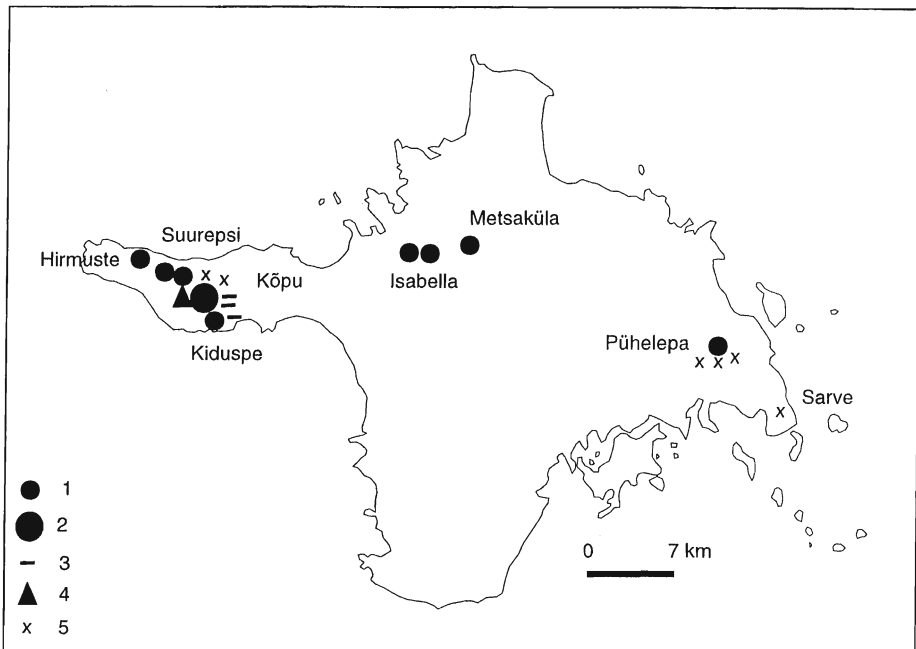 Metsaküla
Suurepsi
Hirmuste
Kõpu
Isabella
Pühelepa
Kiduspe
x x
x x x
Sarve
x
1
2
3
4
x 5
0 7 km